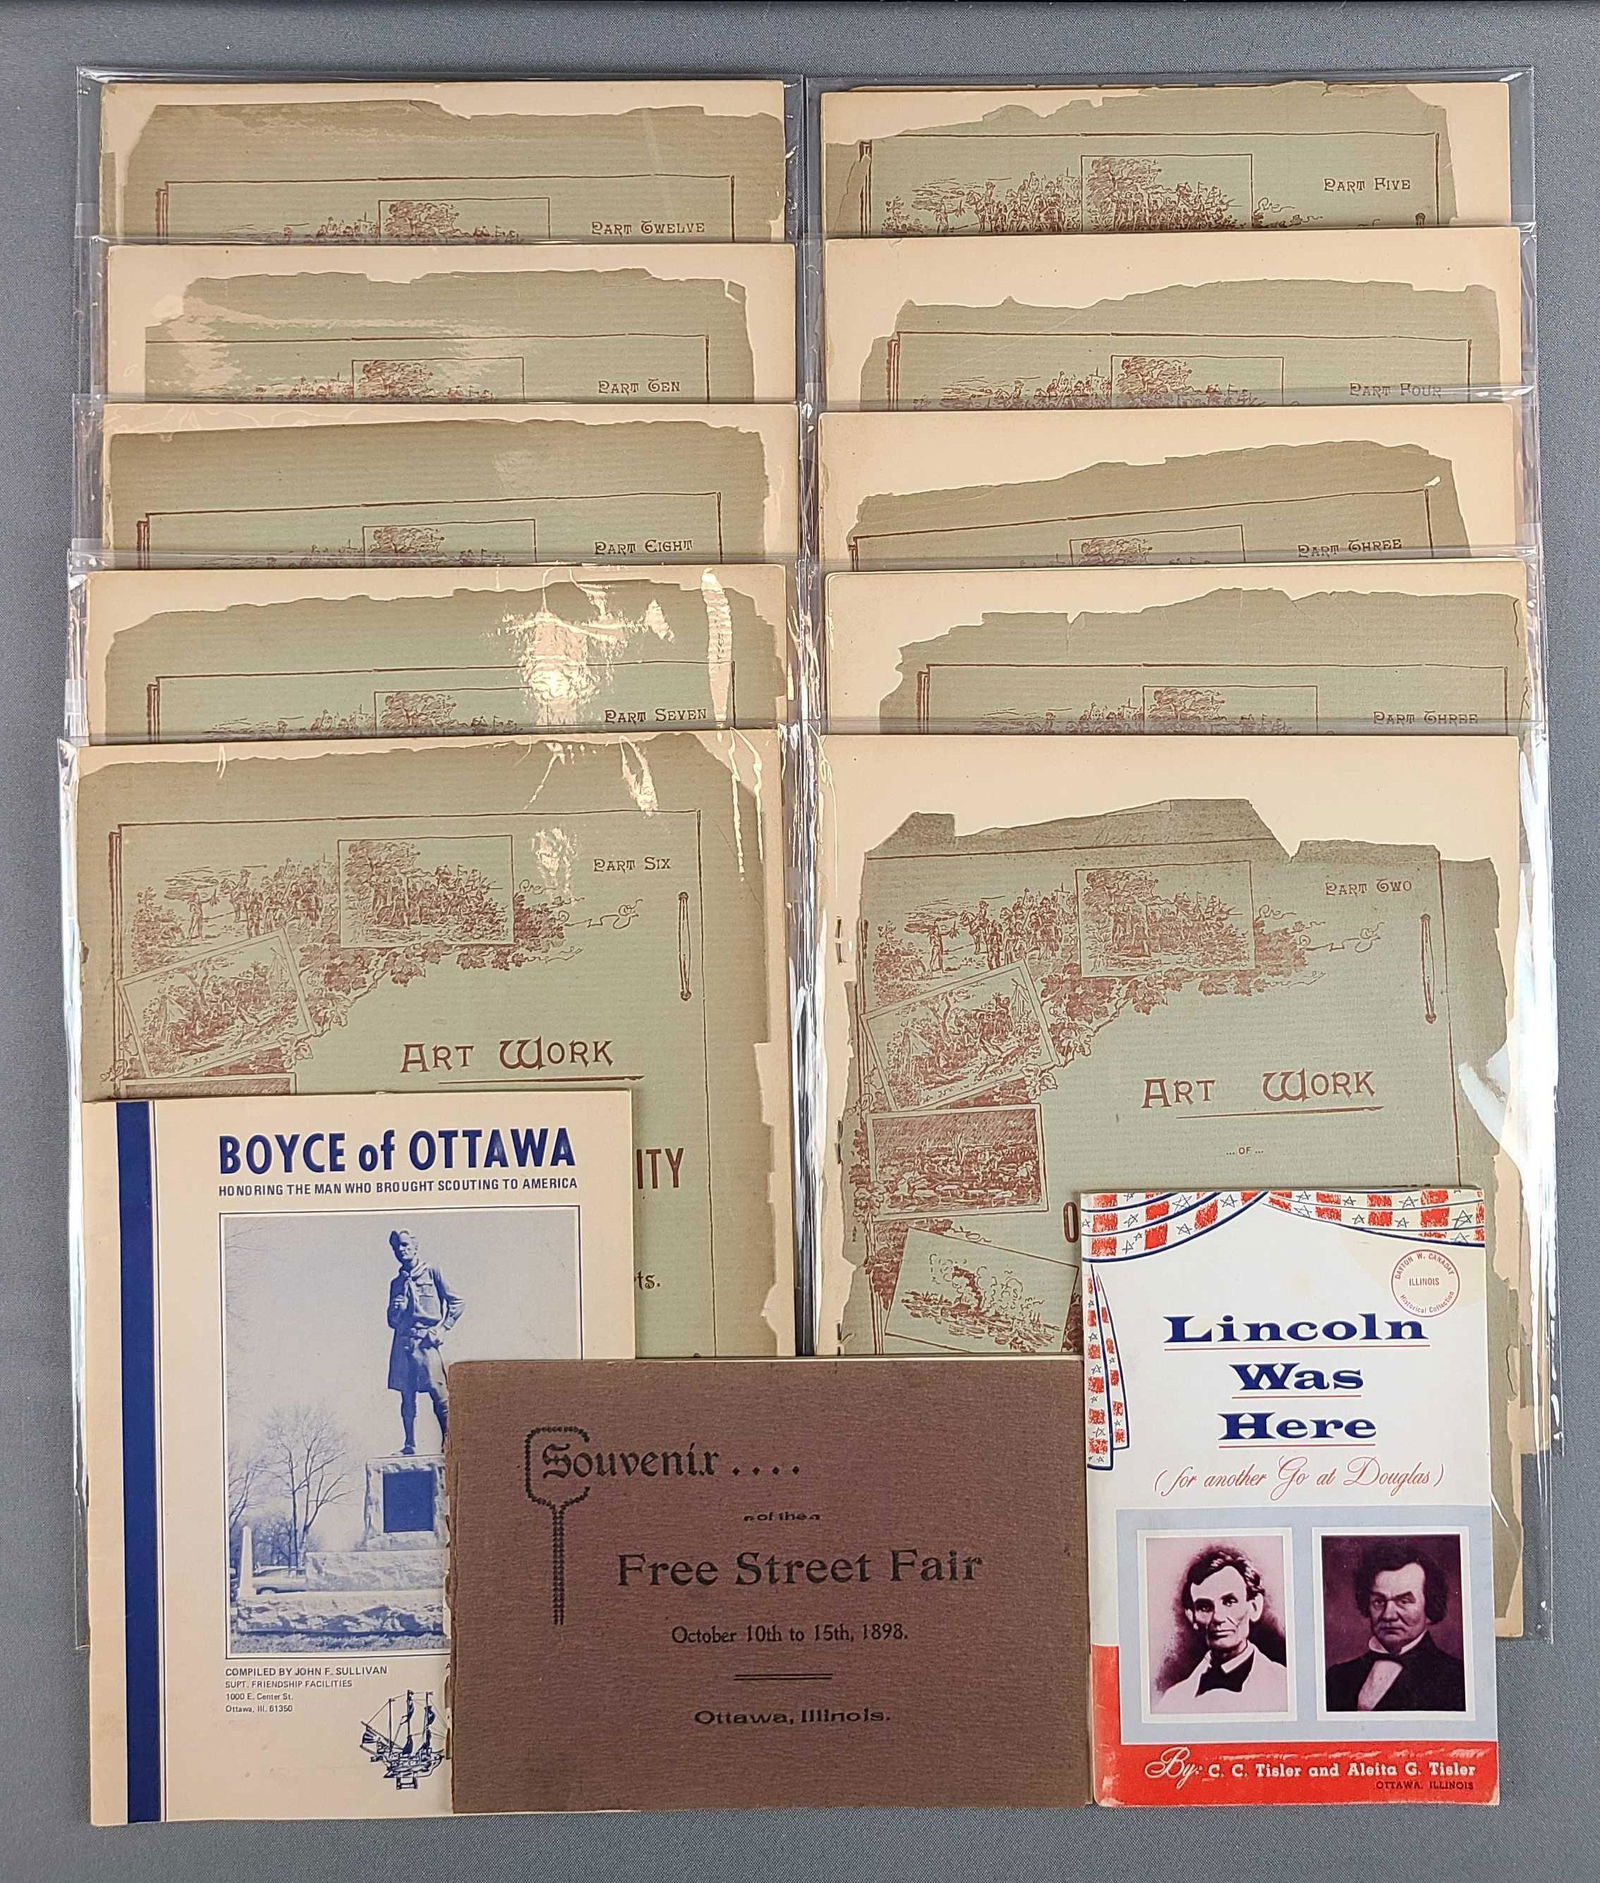 PART TWELVE
PART TEN
PART EIGHT
PART SEVEN
PART SIX
ART WORK
ITY
ts.
PART FIVE
PART FOUR
PART THREE
PART THREE
PART TWO
ART WORK
... OF ...
O
BOYCE of OTTAWA
HONORING THE MAN WHO BROUGHT SCOUTING TO AMERICA
COMPILED BY JOHN F. SULLIVAN
SUPT. FRIENDSHIP FACILITIES
1000 E. Center St.
Ottawa, Ill. 61350
Souvenir ....
of the
Free Street Fair
October 10th to 15th, 1898.
Ottawa, Illinois.
DAYTON W. CANADAY
ILLINOIS
Historical Collection
Lincoln
Was
Here
(for another Go at Douglas)
By: C. C. Tisler and Aleita G. Tisler
OTTAWA, ILLINOIS